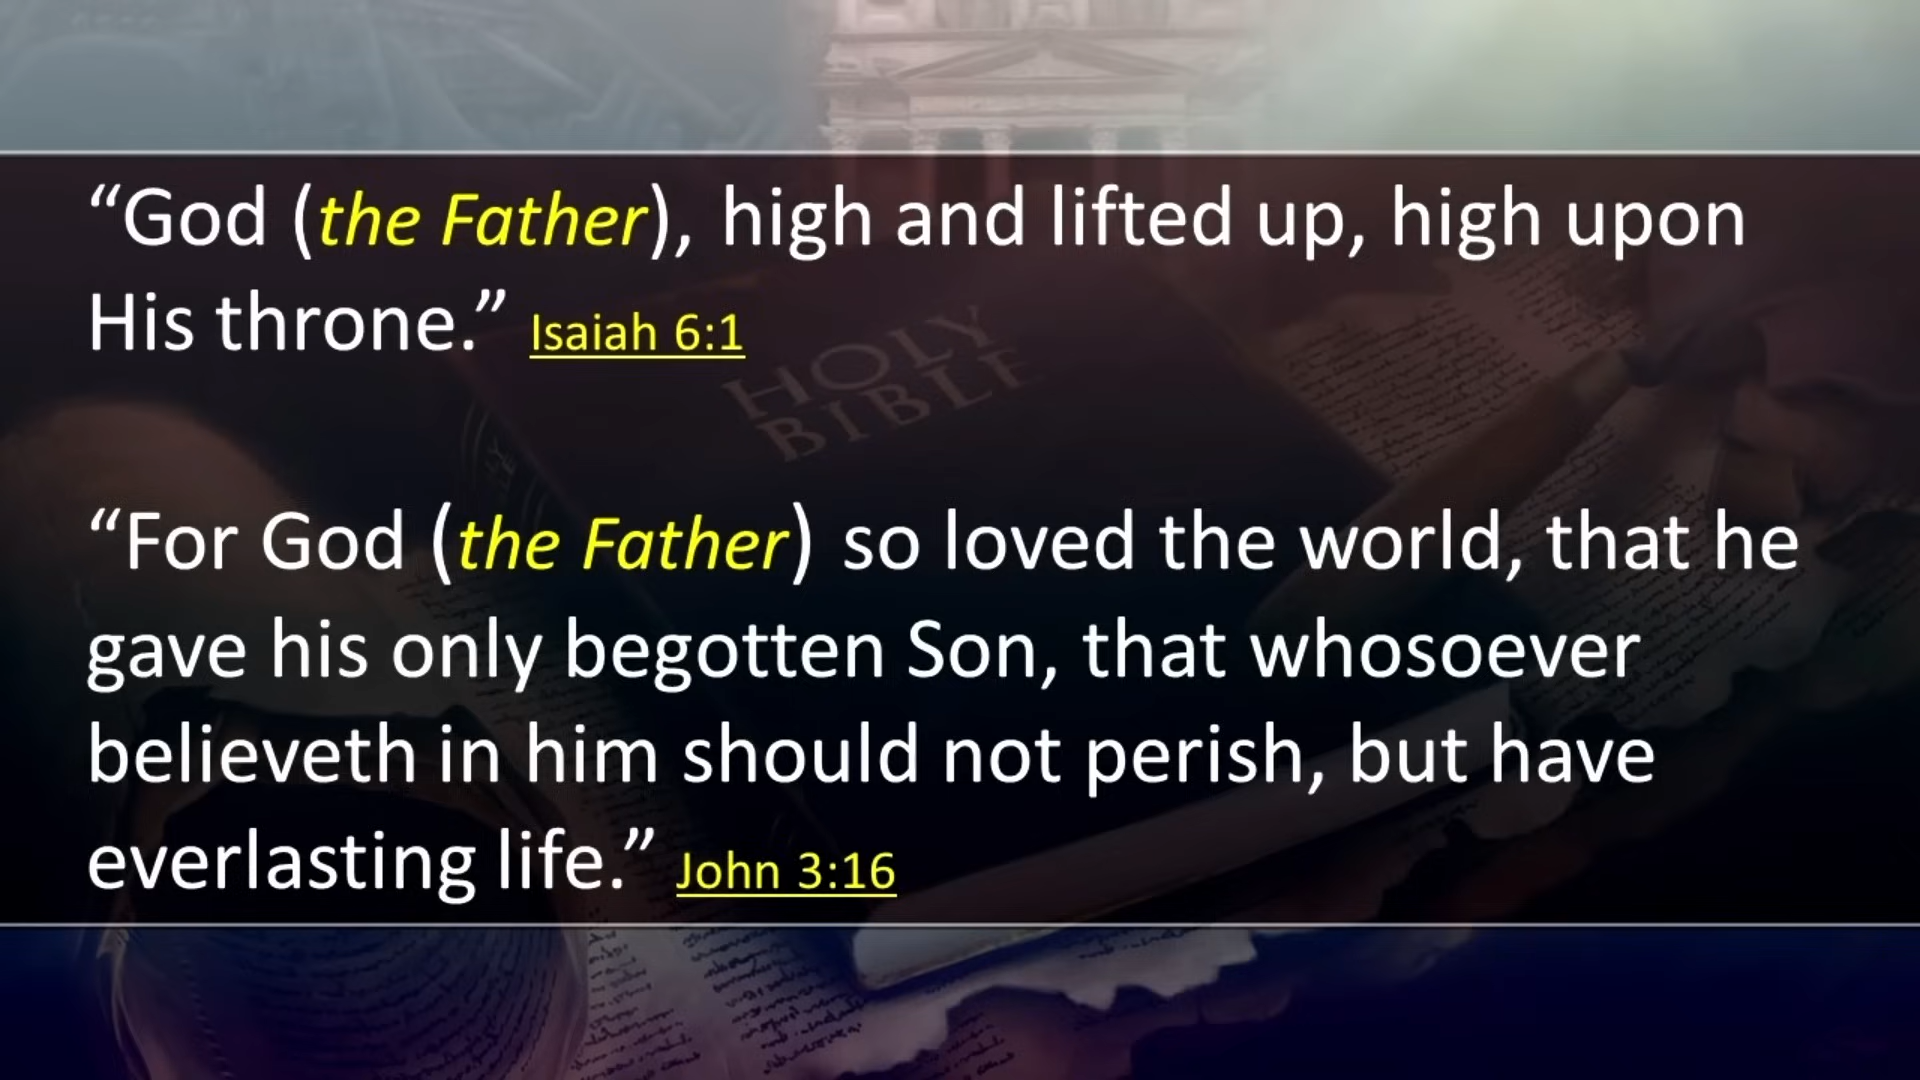 “God (the Father), high and lifted up, high upon
His throne.” Isaiah 6:1
HOLY
BIBLE
“For God (the Father) so loved the world, that he
gave his only begotten Son, that whosoever
believeth in him should not perish, but have
everlasting life.” John 3:16